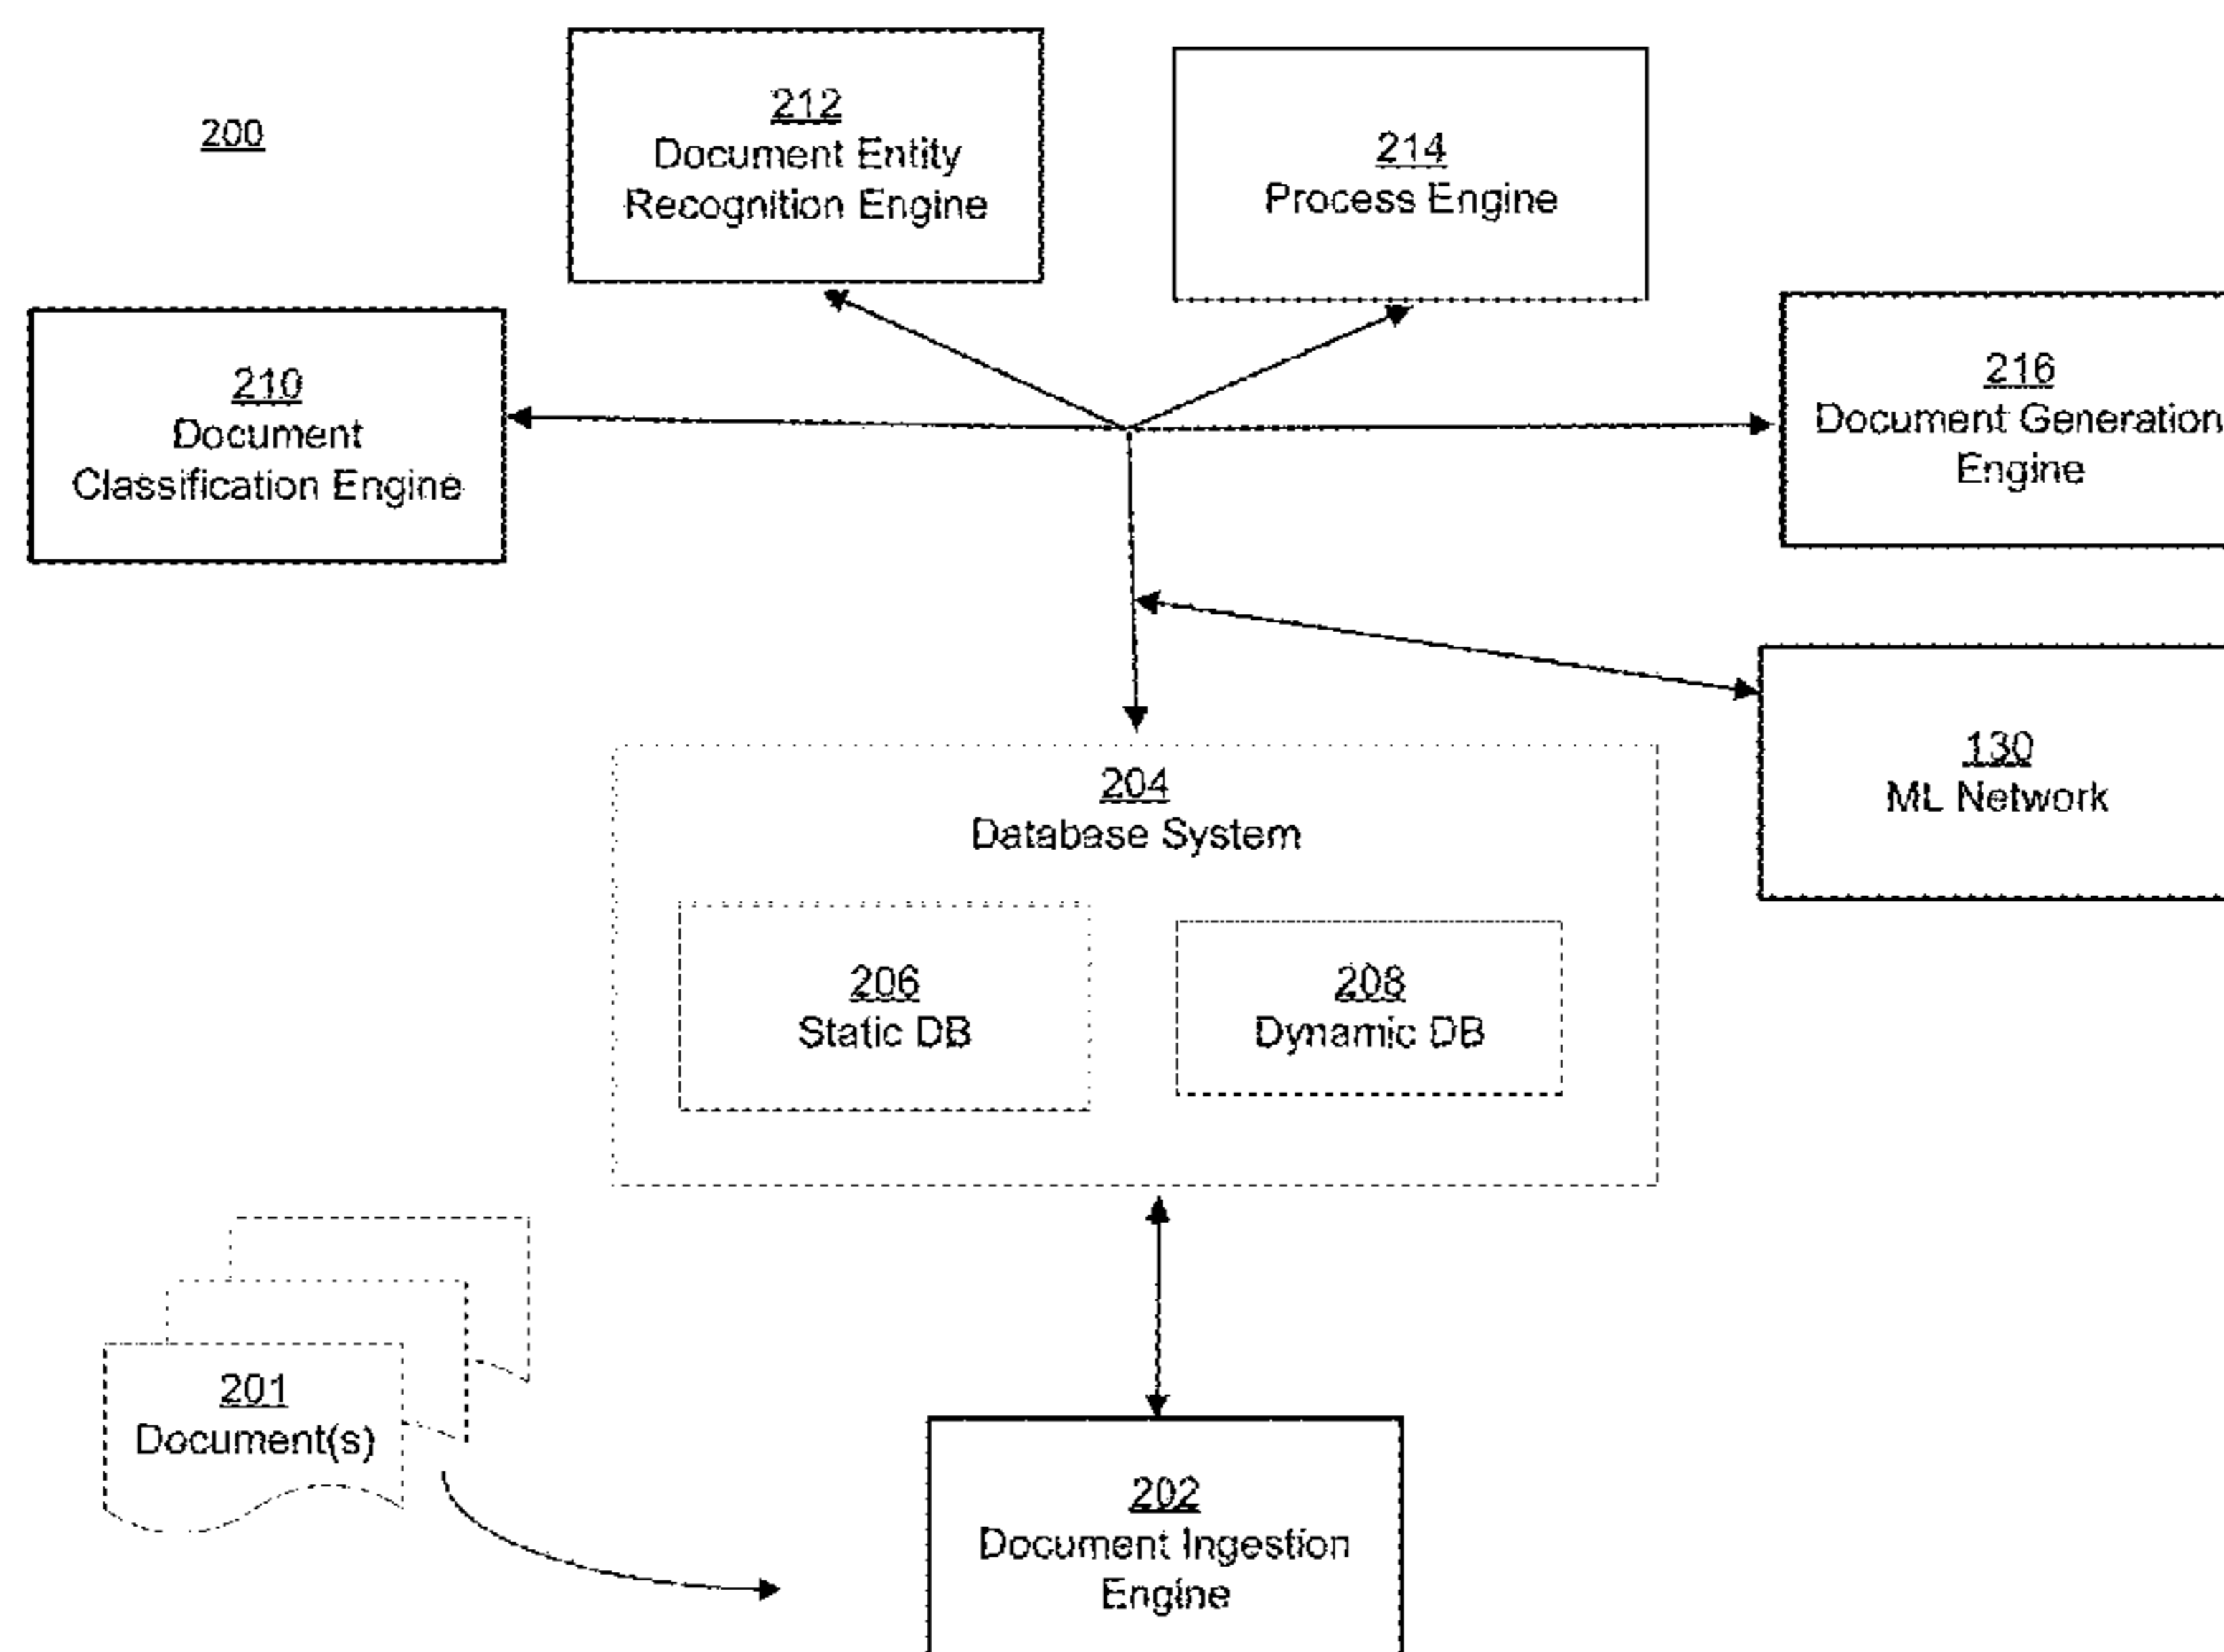 200
212
Document Entity
Recognition Engine
214
Process Engine
210
Document
Classification Engine
216
Document Generation
Engine
130
ML Network
204
Database System
206
Static DB
208
Dynamic DB
201
Document(s)
202
Document Ingestion
Engine